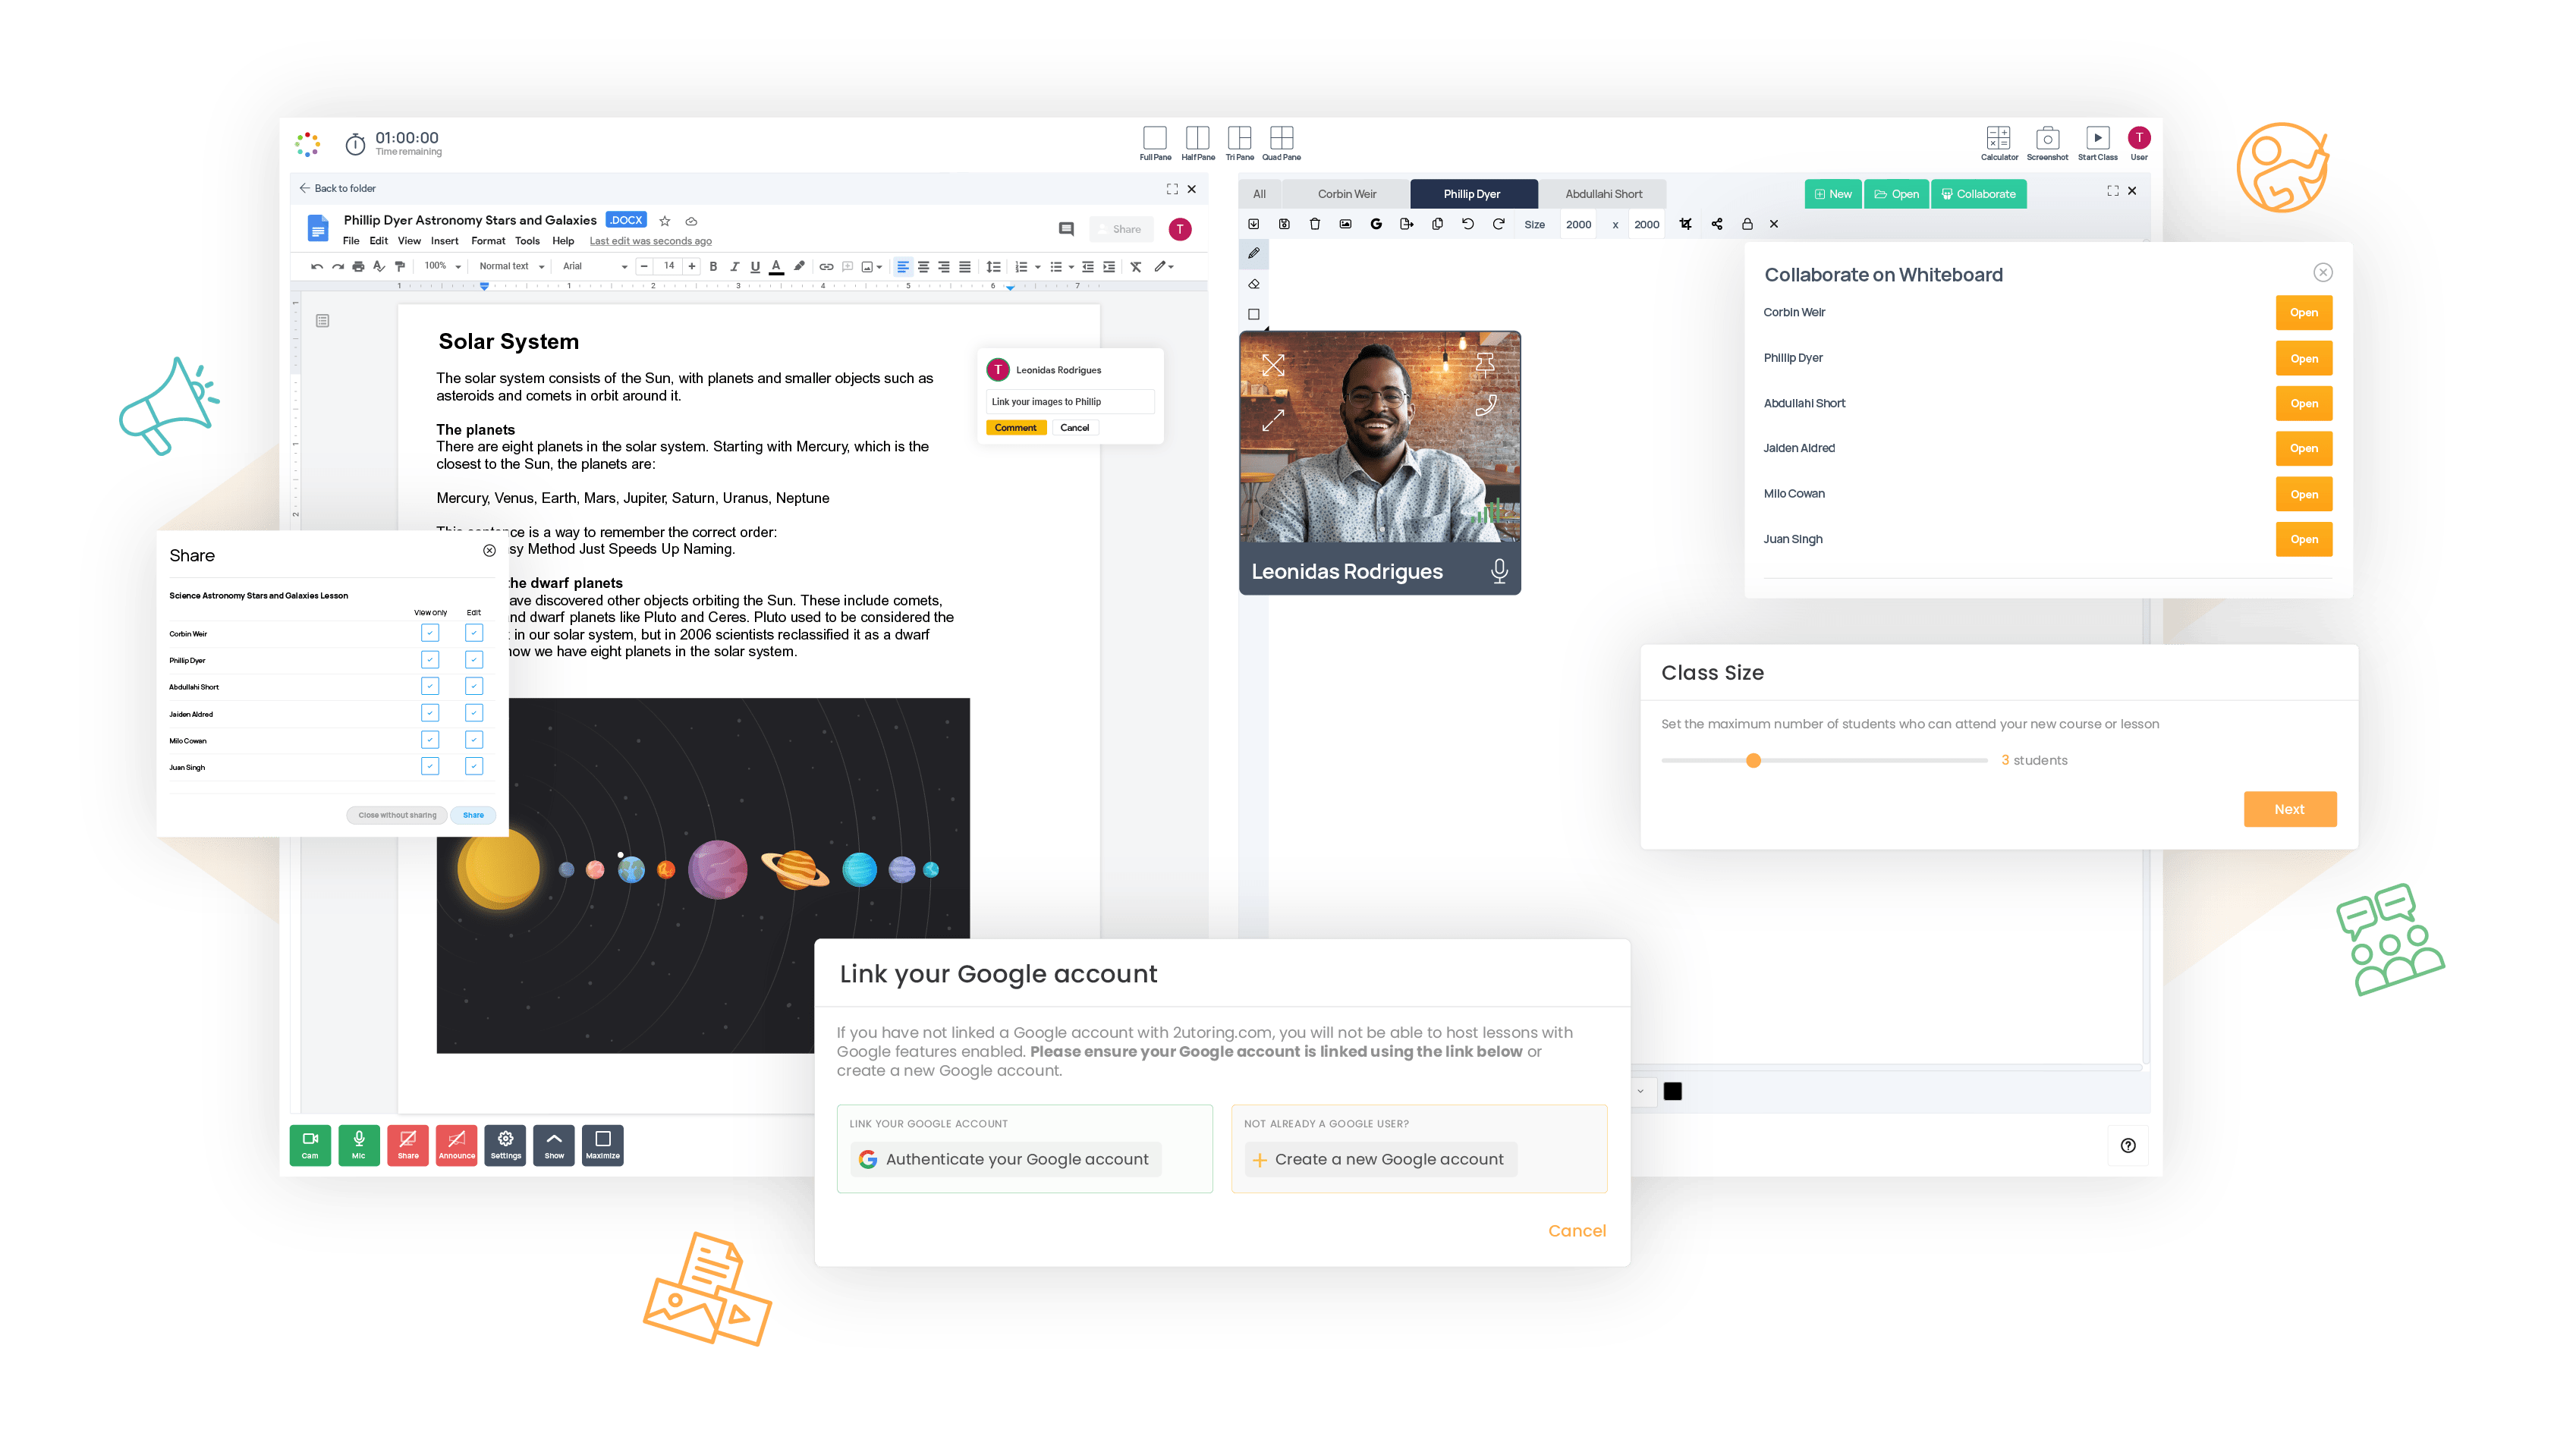 01:00:00
Time remaining
Full Pane
Half Pane
Tri Pane
Quad Pane
Calculator
Screenshot
Start Class
T
User
Back to folder
Phillip Dyer Astronomy Stars and Galaxies
.DOCX
File Edit View Insert Format Tools Help Last edit was seconds ago
Share
T
100% Normal text Arial 14 B I U A
1 1 2 3 4 5 6 7
1
1
2
Solar System
The solar system consists of the Sun, with planets and smaller objects such as
asteroids and comets in orbit around it.
The planets
There are eight planets in the solar system. Starting with Mercury, which is the
closest to the Sun, the planets are:
Mercury, Venus, Earth, Mars, Jupiter, Saturn, Uranus, Neptune
is a way to remember the correct order:
Method Just Speeds Up Naming.
the dwarf planets
have discovered other objects orbiting the Sun. These include comets,
and dwarf planets like Pluto and Ceres. Pluto used to be considered the
in our solar system, but in 2006 scientists reclassified it as a dwarf
now we have eight planets in the solar system.
T
Leonidas Rodrigues
Link your images to Phillip
Comment
Cancel
Share
Science Astronomy Stars and Galaxies Lesson
View only Edit
Corbin Weir
Phillip Dyer
Abdullahi Short
Jaiden Aldred
Milo Cowan
Juan Singh
Close without sharing
Share
All
Corbin Weir
Phillip Dyer
Abdullahi Short
New
Open
Collaborate
Size 2000 x 2000
Leonidas Rodrigues
Collaborate on Whiteboard
Corbin Weir Open
Phillip Dyer Open
Abdullahi Short Open
Jaiden Aldred Open
Milo Cowan Open
Juan Singh Open
Class Size
Set the maximum number of students who can attend your new course or lesson
3 students
Next
Link your Google account
If you have not linked a Google account with 2utoring.com, you will not be able to host lessons with
Google features enabled. Please ensure your Google account is linked using the link below or
create a new Google account.
LINK YOUR GOOGLE ACCOUNT
Authenticate your Google account
NOT ALREADY A GOOGLE USER?
Create a new Google account
Cancel
Cam
Mic
Share
Announce
Settings
Show
Maximize